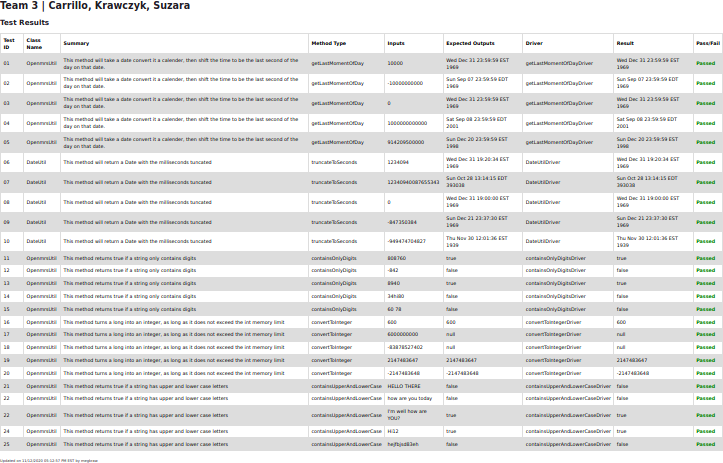 Team 3 | Carrillo, Krawczyk, Suzara
Test Results
Test ID Class Name Summary Method Type Inputs Expected Outputs Driver Result Pass/Fail
01 OpenmrsUtil This method will take a date convert it a calender, then shift the time to be the last second of the day on that date. getLastMomentOfDay 10000 Wed Dec 31 23:59:59 EST 1969 getLastMomentOfDayDriver Wed Dec 31 23:59:59 EST 1969 Passed
02 OpenmrsUtil This method will take a date convert it a calender, then shift the time to be the last second of the day on that date. getLastMomentOfDay -10000000000 Sun Sep 07 23:59:59 EDT 1969 getLastMomentOfDayDriver Sun Sep 07 23:59:59 EDT 1969 Passed
03 OpenmrsUtil This method will take a date convert it a calender, then shift the time to be the last second of the day on that date. getLastMomentOfDay 0 Wed Dec 31 23:59:59 EST 1969 getLastMomentOfDayDriver Wed Dec 31 23:59:59 EST 1969 Passed
04 OpenmrsUtil This method will take a date convert it a calender, then shift the time to be the last second of the day on that date. getLastMomentOfDay 1000000000000 Sat Sep 08 23:59:59 EDT 2001 getLastMomentOfDayDriver Sat Sep 08 23:59:59 EDT 2001 Passed
05 OpenmrsUtil This method will take a date convert it a calender, then shift the time to be the last second of the day on that date. getLastMomentOfDay 914209500000 Sun Dec 20 23:59:59 EST 1998 getLastMomentOfDayDriver Sun Dec 20 23:59:59 EST 1998 Passed
06 DateUtil This method will return a Date with the milliseconds tuncated truncateToSeconds 1234094 Wed Dec 31 19:20:34 EST 1969 DateUtilDriver Wed Dec 31 19:20:34 EST 1969 Passed
07 DateUtil This method will return a Date with the milliseconds tuncated truncateToSeconds 12340940087655343 Sun Oct 28 13:14:15 EDT 393038 DateUtilDriver Sun Oct 28 13:14:15 EDT 393038 Passed
08 DateUtil This method will return a Date with the milliseconds tuncated truncateToSeconds 0 Wed Dec 31 19:00:00 EST 1969 DateUtilDriver Wed Dec 31 19:00:00 EST 1969 Passed
09 DateUtil This method will return a Date with the milliseconds tuncated truncateToSeconds -847350384 Sun Dec 21 23:37:30 EST 1969 DateUtilDriver Sun Dec 21 23:37:30 EST 1969 Passed
10 DateUtil This method will return a Date with the milliseconds tuncated truncateToSeconds -949474704827 Thu Nov 30 12:01:36 EST 1939 DateUtilDriver Thu Nov 30 12:01:36 EST 1939 Passed
11 OpenmrsUtil This method returns true if a string only contains digits containsOnlyDigits 808760 true containsOnlyDigitsDriver true Passed
12 OpenmrsUtil This method returns true if a string only contains digits containsOnlyDigits -842 false containsOnlyDigitsDriver false Passed
13 OpenmrsUtil This method returns true if a string only contains digits containsOnlyDigits 8940 true containsOnlyDigitsDriver true Passed
14 OpenmrsUtil This method returns true if a string only contains digits containsOnlyDigits 34hi80 false containsOnlyDigitsDriver false Passed
15 OpenmrsUtil This method returns true if a string only contains digits containsOnlyDigits 60 78 false containsOnlyDigitsDriver false Passed
16 OpenmrsUtil This method turns a long into an integer, as long as it does not exceed the int memory limit convertToInteger 600 600 convertToIntegerDriver 600 Passed
17 OpenmrsUtil This method turns a long into an integer, as long as it does not exceed the int memory limit convertToInteger 6000000000 null convertToIntegerDriver null Passed
18 OpenmrsUtil This method turns a long into an integer, as long as it does not exceed the int memory limit convertToInteger -83878527402 null convertToIntegerDriver null Passed
19 OpenmrsUtil This method turns a long into an integer, as long as it does not exceed the int memory limit convertToInteger 2147483647 2147483647 convertToIntegerDriver 2147483647 Passed
20 OpenmrsUtil This method turns a long into an integer, as long as it does not exceed the int memory limit convertToInteger -2147483648 -2147483648 convertToIntegerDriver -2147483648 Passed
21 OpenmrsUtil This method returns true if a string has upper and lower case letters containsUpperAndLowerCase HELLO THERE false containsUpperAndLowerCaseDriver false Passed
22 OpenmrsUtil This method returns true if a string has upper and lower case letters containsUpperAndLowerCase how are you today false containsUpperAndLowerCaseDriver false Passed
22 OpenmrsUtil This method returns true if a string has upper and lower case letters containsUpperAndLowerCase I'm well how are YOU? true containsUpperAndLowerCaseDriver true Passed
24 OpenmrsUtil This method returns true if a string has upper and lower case letters containsUpperAndLowerCase Hi12 true containsUpperAndLowerCaseDriver true Passed
25 OpenmrsUtil This method returns true if a string has upper and lower case letters containsUpperAndLowerCase false containsUpperAndLowerCaseDriver false Passed